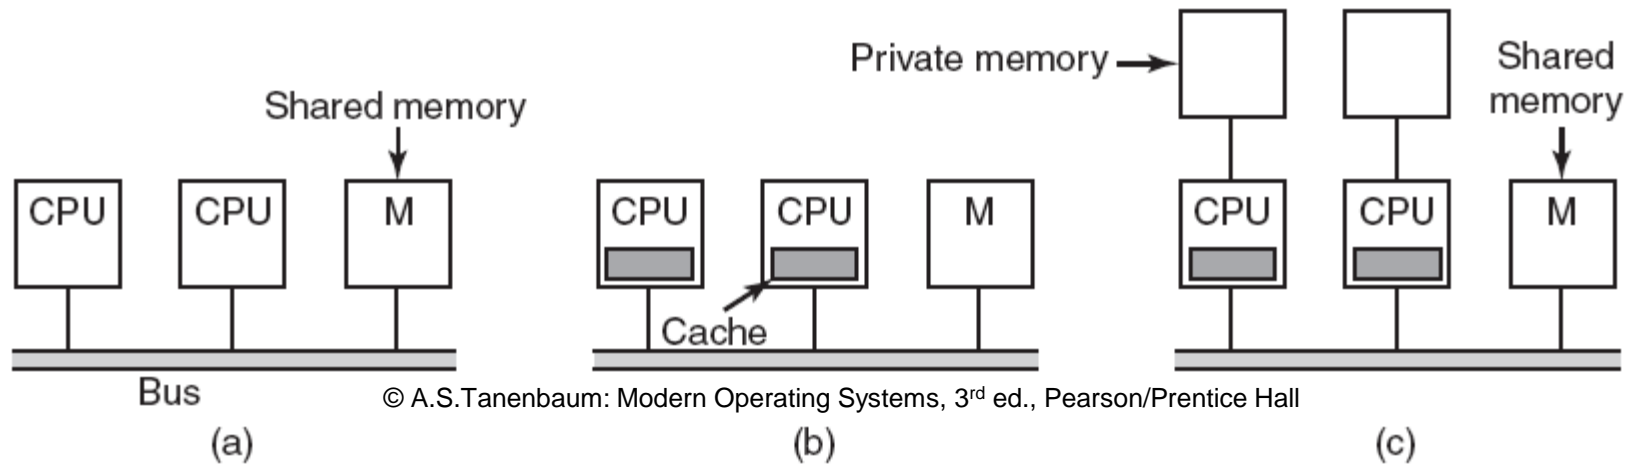 Shared memory
CPU
CPU
M
Bus
(a)
CPU
CPU
M
Cache
(b)
Private memory
Shared
memory
CPU
CPU
M
(c)
© A.S.Tanenbaum: Modern Operating Systems, 3rd ed., Pearson/Prentice Hall